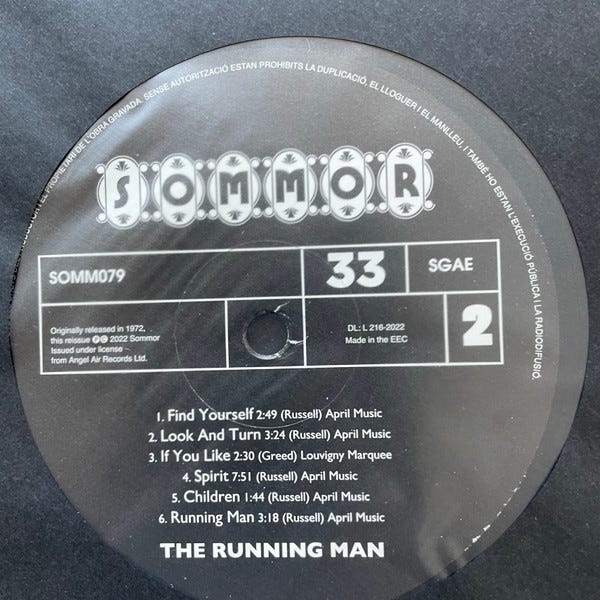 PROPIETARI DE L'OBRA GRAVADA. SENSE AUTORITZACIÓ ESTAN PROHIBITS LA DUPLICACIÓ, EL LLOGUER I EL MANLLEU, I TAMBÉ HO ESTAN L'EXECUCIÓ PÚBLICA I LA RADIODIFUSIÓ.
SOMMOR
SOMM079
33
SGAE
Originally released in 1972,
this reissue ℗ © 2022 Sommor
Issued under license
from Angel Air Records Ltd.
DL: L 216-2022
Made in the EEC
2
1. Find Yourself 2:49 (Russell) April Music
2. Look And Turn 3:24 (Russell) April Music
3. If You Like 2:30 (Greed) Louvigny Marquee
4. Spirit 7:51 (Russell) April Music
5. Children 1:44 (Russell) April Music
6. Running Man 3:18 (Russell) April Music
THE RUNNING MAN